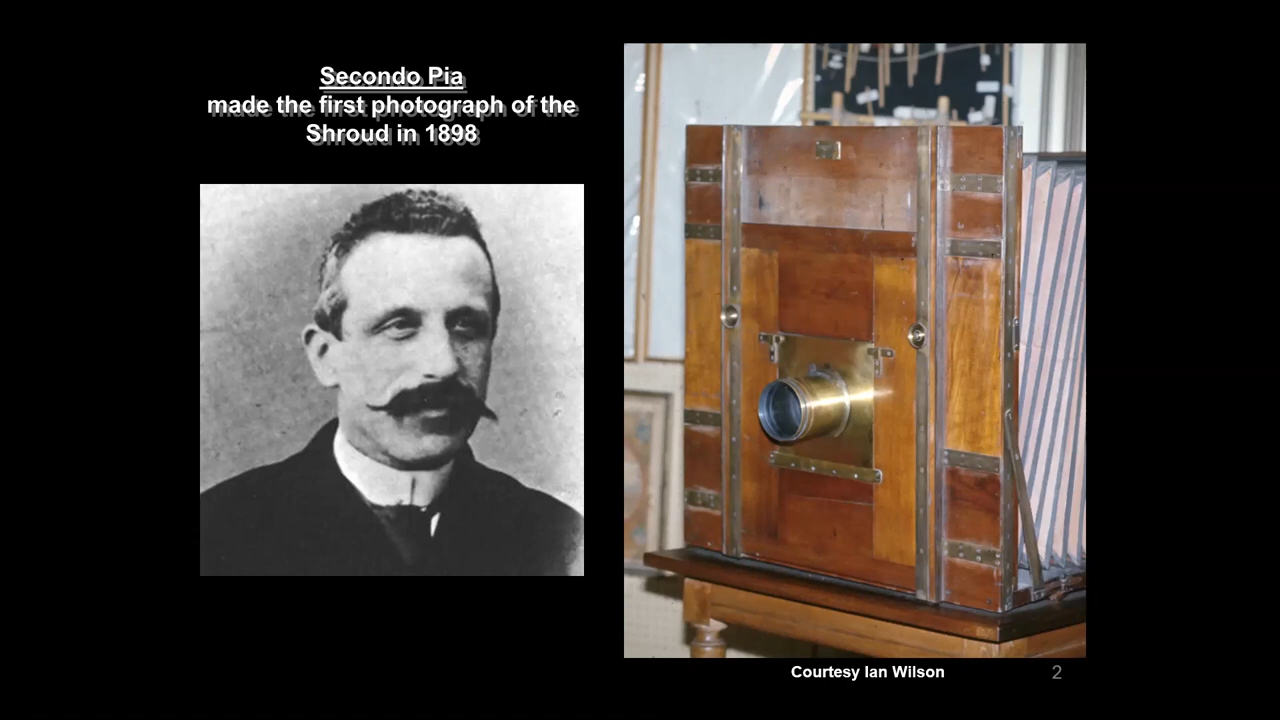 Secondo Pia
made the first photograph of the
Shroud in 1898
Courtesy Ian Wilson
2